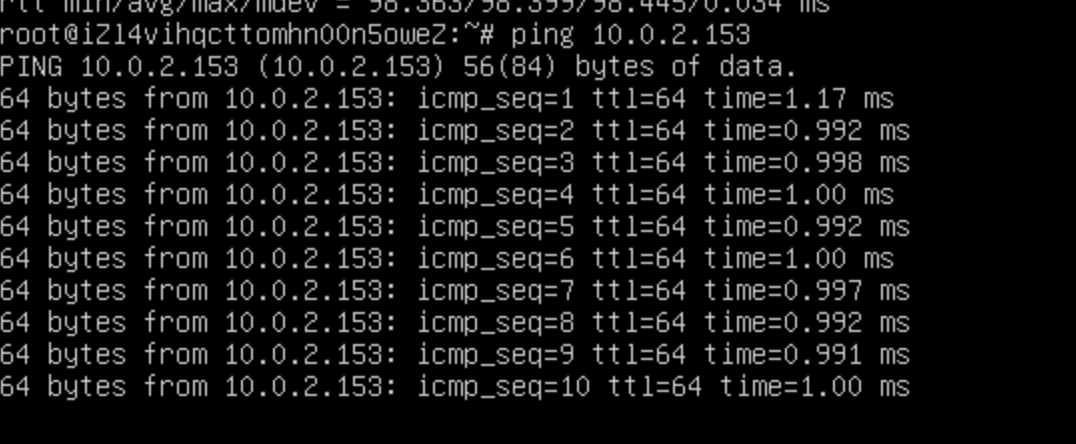 rtt min/avg/max/mdev = 98.363/98.399/98.445/0.034 ms
root@iZl4vihqcttomhn00n5oweZ:~# ping 10.0.2.153
PING 10.0.2.153 (10.0.2.153) 56(84) bytes of data.
64 bytes from 10.0.2.153: icmp_seq=1 ttl=64 time=1.17 ms
64 bytes from 10.0.2.153: icmp_seq=2 ttl=64 time=0.992 ms
64 bytes from 10.0.2.153: icmp_seq=3 ttl=64 time=0.998 ms
64 bytes from 10.0.2.153: icmp_seq=4 ttl=64 time=1.00 ms
64 bytes from 10.0.2.153: icmp_seq=5 ttl=64 time=0.992 ms
64 bytes from 10.0.2.153: icmp_seq=6 ttl=64 time=1.00 ms
64 bytes from 10.0.2.153: icmp_seq=7 ttl=64 time=0.997 ms
64 bytes from 10.0.2.153: icmp_seq=8 ttl=64 time=0.992 ms
64 bytes from 10.0.2.153: icmp_seq=9 ttl=64 time=0.991 ms
64 bytes from 10.0.2.153: icmp_seq=10 ttl=64 time=1.00 ms